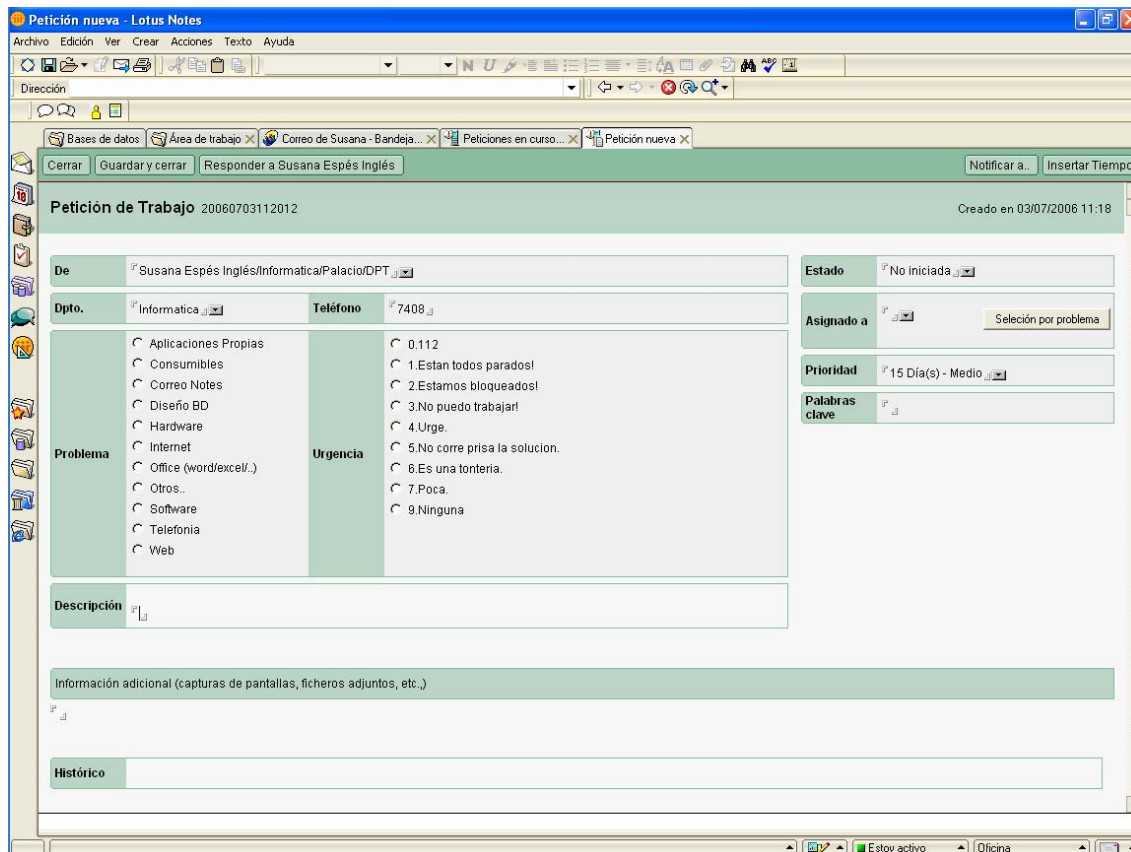 Petición nueva - Lotus Notes
Archivo Edición Ver Crear Acciones Texto Ayuda
N U
ABC
Dirección
Bases de datos Área de trabajo Correo de Susana - Bandeja... Peticiones en curso... Petición nueva
Cerrar Guardar y cerrar Responder a Susana Espés Inglés Notificar a.. Insertar Tiempo
Petición de Trabajo 20060703112012 Creado en 03/07/2006 11:18
De Susana Espés Inglés/Informatica/Palacio/DPT Estado No iniciada
Dpto. Informatica Teléfono 7408 Asignado a Seleción por problema
Prioridad 15 Día(s) - Medio
Palabras clave
Problema
Aplicaciones Propias
Consumibles
Correo Notes
Diseño BD
Hardware
Internet
Office (word/excel/..)
Otros..
Software
Telefonia
Web
Urgencia
0.112
1.Estan todos parados!
2.Estamos bloqueados!
3.No puedo trabajar!
4.Urge.
5.No corre prisa la solucion.
6.Es una tonteria.
7.Poca.
9.Ninguna
Descripción
Información adicional (capturas de pantallas, ficheros adjuntos, etc.,)
Histórico
Estoy activo Oficina